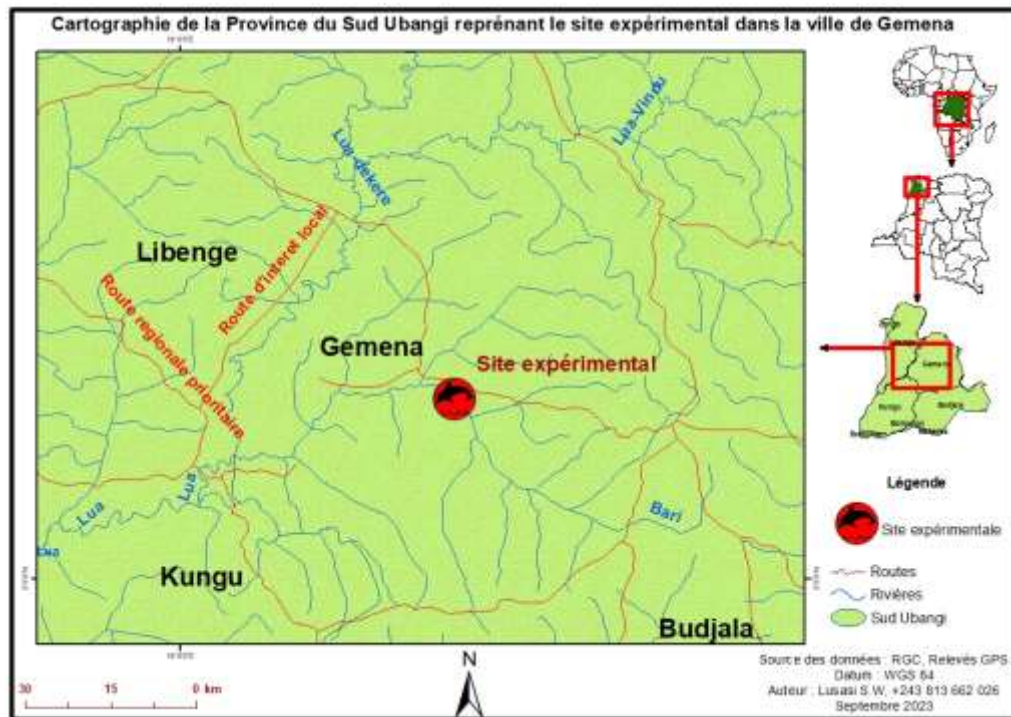 Cartographie de la Province du Sud Ubangi reprénant le site expérimental dans la ville de Gemena
Lua-dekere
Liza-Vindu
Libenge
Route d'interet local
Route regionale prioritaire
Gemena
Site expérimental
Lua
Lua
Lua
Bari
Kungu
Budjala
Légende
Site expérimentale
Routes
Rivières
Sud Ubangi
N
30 15 0 km
Source des données : RGC, Relevés GPS
Datum : WGS 84
Auteur : Lusasi S.W, +243 813 662 026
Septembre 2023